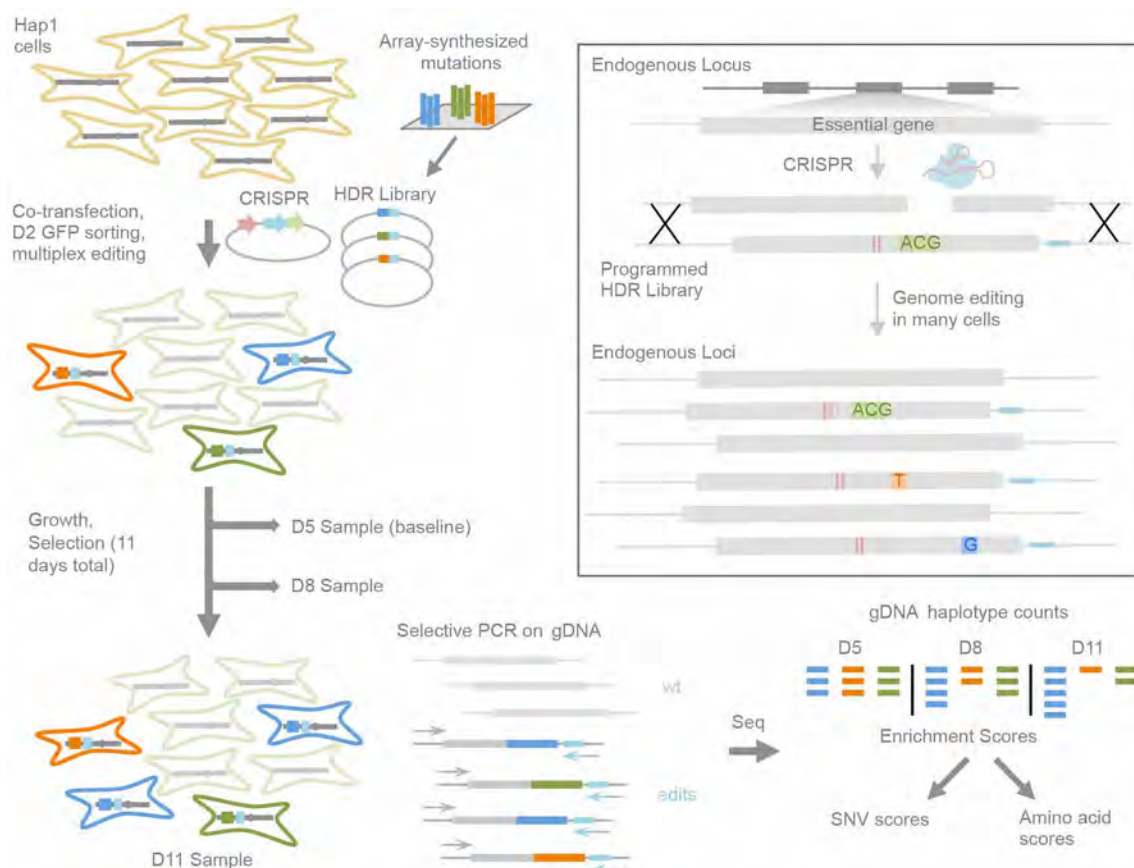 Hap1
cells
Array-synthesized
mutations
CRISPR
HDR Library
Co-transfection,
D2 GFP sorting,
multiplex editing
Growth,
Selection (11
days total)
D5 Sample (baseline)
D8 Sample
D11 Sample
Endogenous Locus
Essential gene
CRISPR
ACG
Programmed
HDR Library
Genome editing
in many cells
Endogenous Loci
ACG
T
G
Selective PCR on gDNA
wt
edits
Seq
gDNA haplotype counts
D5 D8 D11
Enrichment Scores
SNV scores
Amino acid
scores